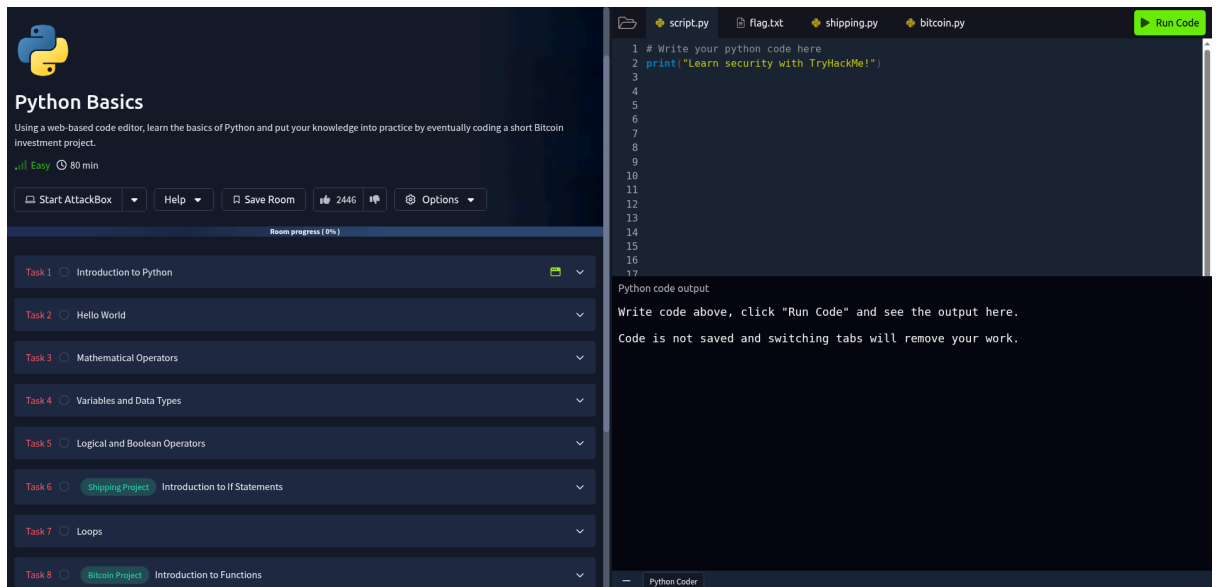 Python Basics
Using a web-based code editor, learn the basics of Python and put your knowledge into practice by eventually coding a short Bitcoin
investment project.
Easy 80 min
Start AttackBox Help Save Room 2446 Options
Room progress ( 0% )
Task 1 Introduction to Python
Task 2 Hello World
Task 3 Mathematical Operators
Task 4 Variables and Data Types
Task 5 Logical and Boolean Operators
Task 6 Shipping Project Introduction to If Statements
Task 7 Loops
Task 8 Bitcoin Project Introduction to Functions
script.py flag.txt shipping.py bitcoin.py Run Code
1 # Write your python code here
2 print("Learn security with TryHackMe!")
3
4
5
6
7
8
9
10
11
12
13
14
15
16
17
Python code output
Write code above, click "Run Code" and see the output here.
Code is not saved and switching tabs will remove your work.
Python Coder